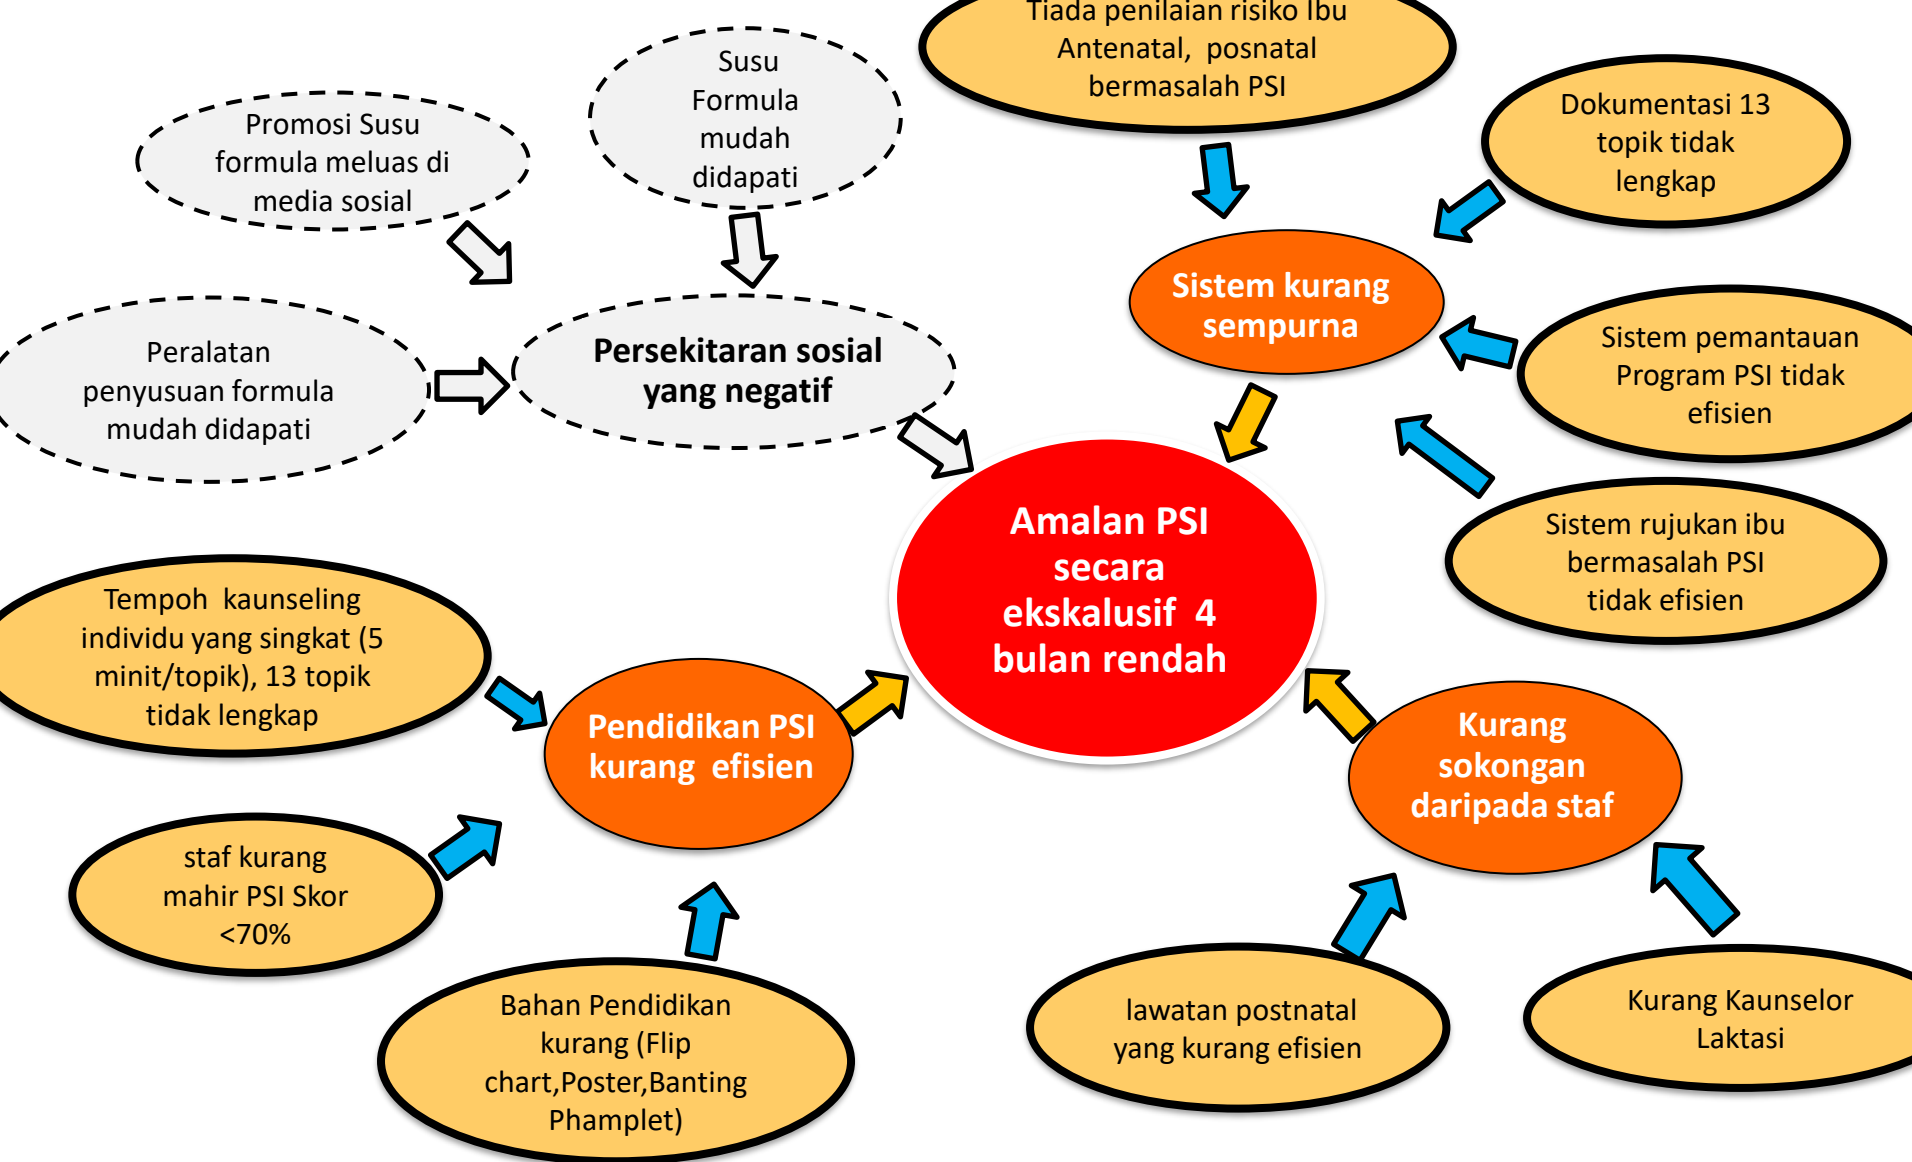 Tiada penilaian risiko Ibu
Antenatal, posnatal
bermasalah PSI
Susu
Formula
mudah
didapati
Promosi Susu
formula meluas di
media sosial
Dokumentasi 13
topik tidak
lengkap
Sistem kurang
sempurna
Peralatan
penyusuan formula
mudah didapati
Persekitaran sosial
yang negatif
Sistem pemantauan
Program PSI tidak
efisien
Amalan PSI
secara
ekskalusif 4
bulan rendah
Sistem rujukan ibu
bermasalah PSI
tidak efisien
Tempoh kaunseling
individu yang singkat (5
minit/topik), 13 topik
tidak lengkap
Pendidikan PSI
kurang efisien
Kurang
sokongan
daripada staf
staf kurang
mahir PSI Skor
<70%
Bahan Pendidikan
kurang (Flip
chart,Poster,Banting
Phamplet)
lawatan postnatal
yang kurang efisien
Kurang Kaunselor
Laktasi